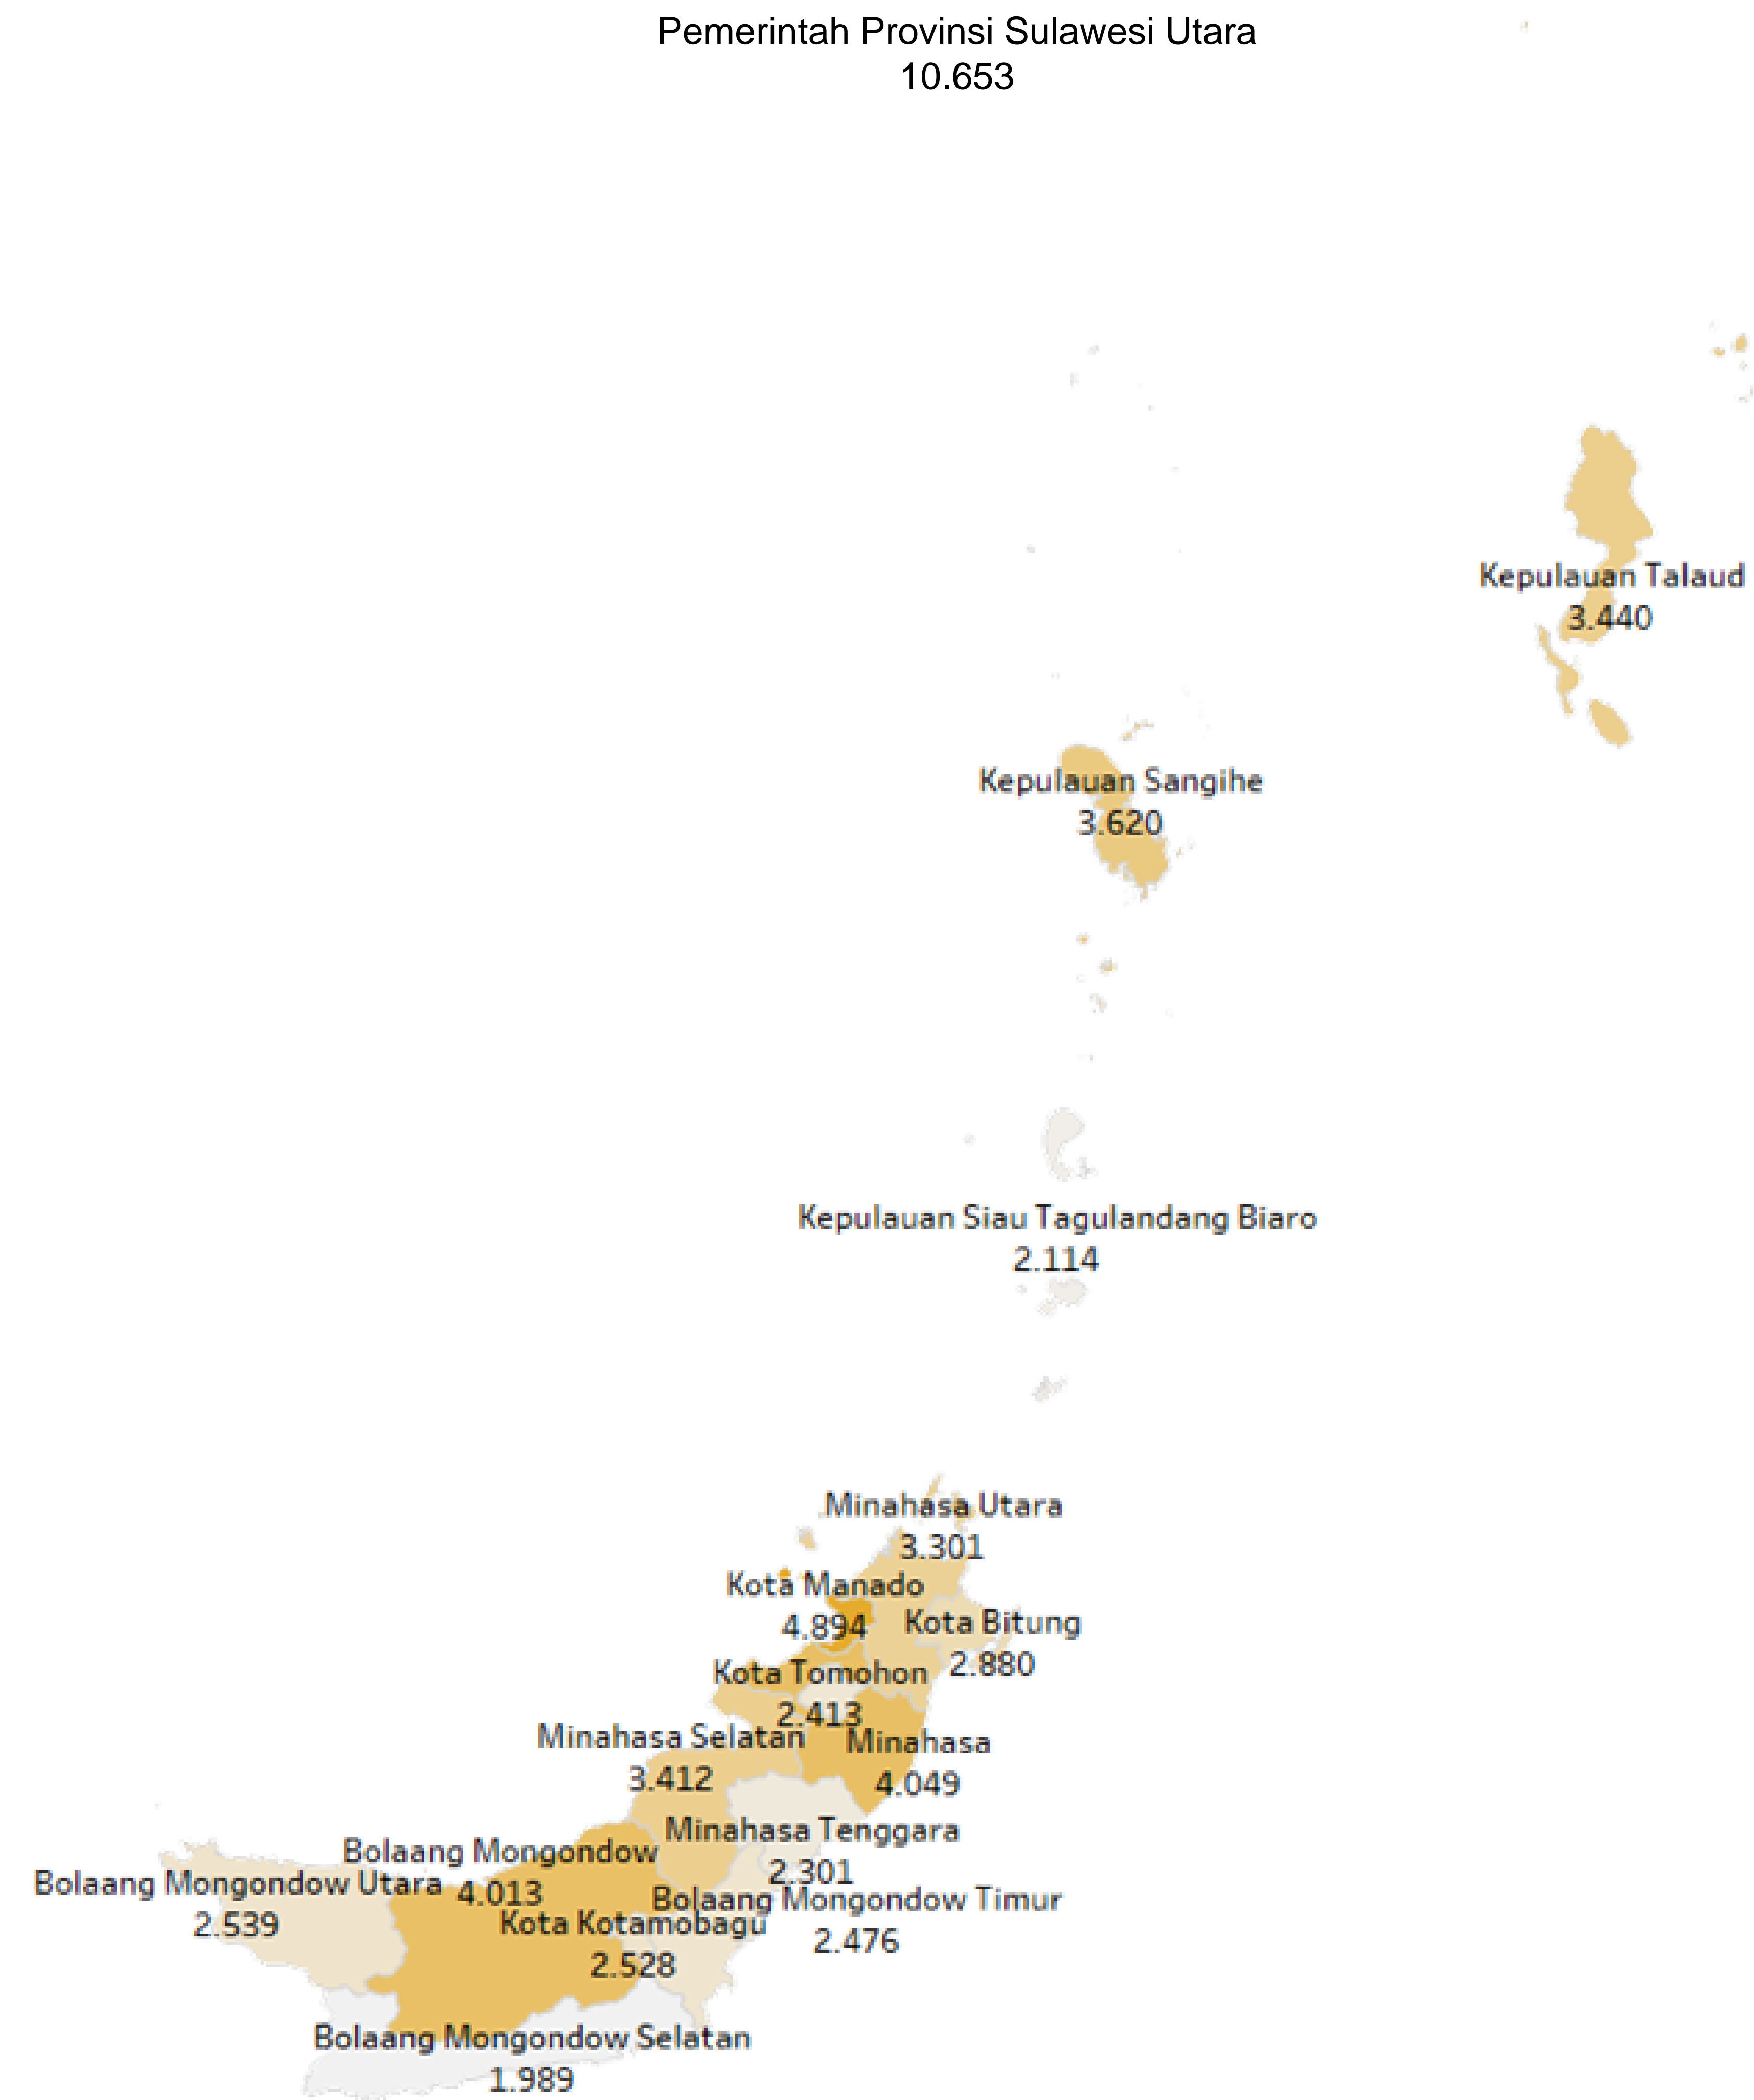 Pemerintah Provinsi Sulawesi Utara
10.653
Kepulauan Talaud
3.440
Kepulauan Sangihe
3.620
Kepulauan Siau Tagulandang Biaro
2.114
Minahasa Utara
3.301
Kota Manado
4.894
Kota Bitung
2.880
Kota Tomohon
2.413
Minahasa Selatan
3.412
Minahasa
4.049
Minahasa Tenggara
2.301
Bolaang Mongondow
4.013
Bolaang Mongondow Utara
2.539
Bolaang Mongondow Timur
2.476
Kota Kotamobagu
2.528
Bolaang Mongondow Selatan
1.989